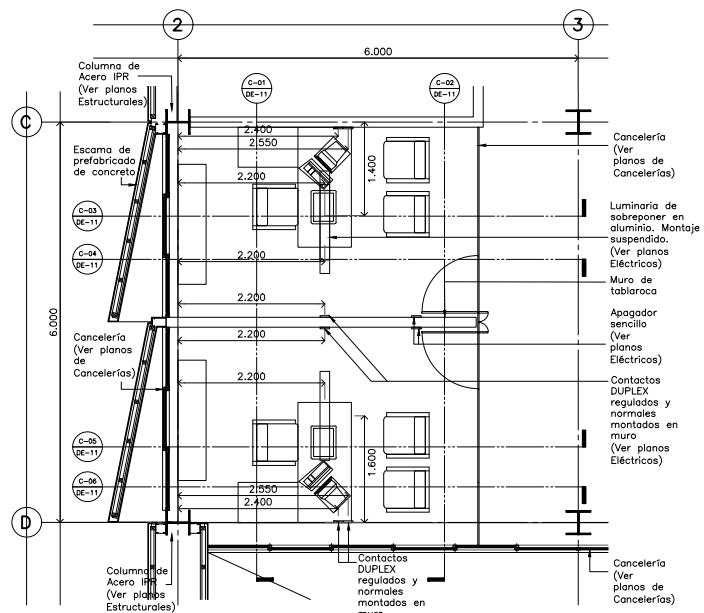 2
3
6.000
Columna de
Acero IPR
(Ver planos
Estructurales)
C-01
DE-11
C-02
DE-11
C
2.400
2.550
1.400
Cancelería
(Ver
planos de
Cancelerías)
Escama de
prefabricado
de concreto
2.200
C-03
DE-11
Luminaria de
sobreponer en
aluminio. Montaje
suspendido.
(Ver planos
Eléctricos)
C-04
DE-11
2.200
Muro de
tablaroca
2.200
6.000
Apagador
sencillo
(Ver
planos
Eléctricos)
Cancelería
(Ver planos
de
Cancelerías)
2.200
2.200
Contactos
DUPLEX
regulados y
normales
montados en
muro
(Ver planos
Eléctricos)
C-05
DE-11
1.600
C-06
DE-11
2.550
2.400
D
Columna de
Acero IPR
(Ver planos
Estructurales)
Contactos
DUPLEX
regulados y
normales
montados en
Cancelería
(Ver
planos de
Cancelerías)